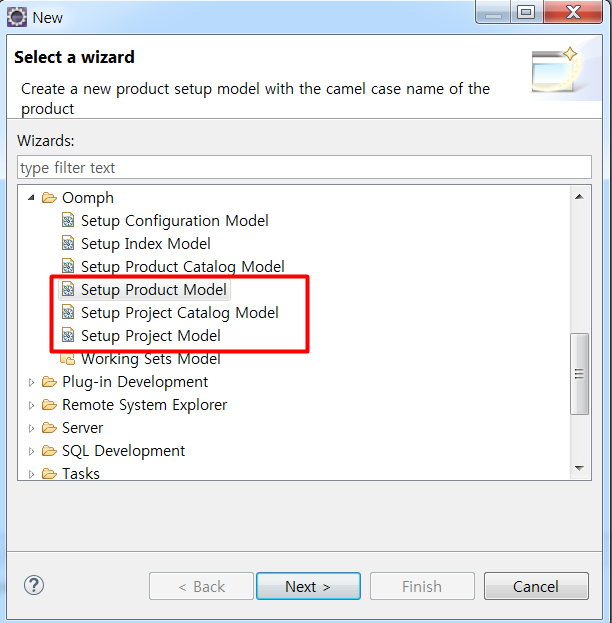 New
Select a wizard
Create a new product setup model with the camel case name of the
product
Wizards:
type filter text
Oomph
Setup Configuration Model
Setup Index Model
Setup Product Catalog Model
Setup Product Model
Setup Project Catalog Model
Setup Project Model
Working Sets Model
Plug-in Development
Remote System Explorer
Server
SQL Development
Tasks
?
< Back
Next >
Finish
Cancel